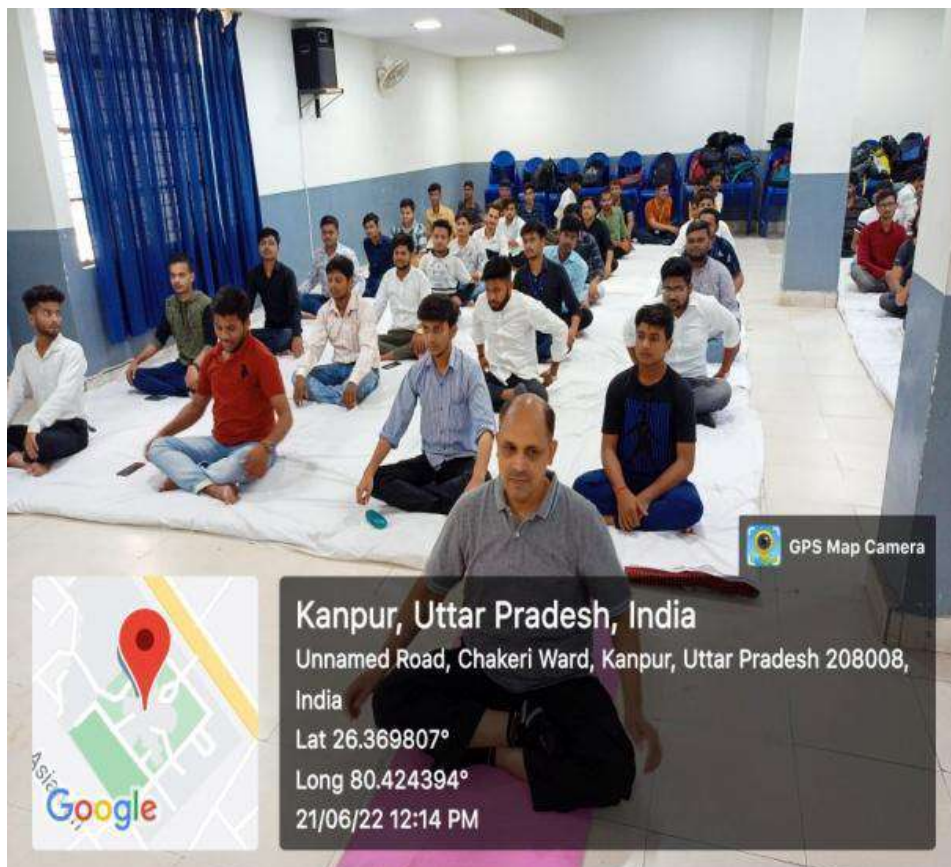 GPS Map Camera
Kanpur, Uttar Pradesh, India
Unnamed Road, Chakeri Ward, Kanpur, Uttar Pradesh 208008,
India
Lat 26.369807°
Long 80.424394°
21/06/22 12:14 PM
Google